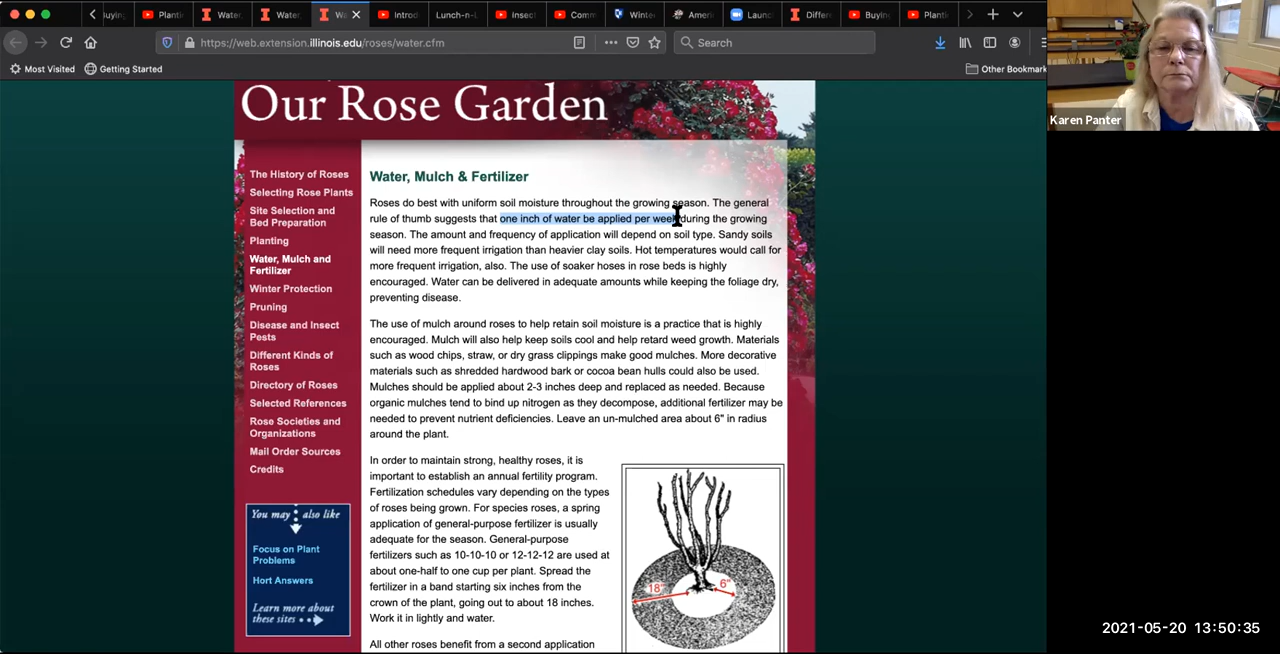 Buying
Planti
Water,
Water,
Wa
Introd
Lunch-n-L
Insect
Comm
Winte
Ameri
Launc
Differ
Buyin
Planti
https://web.extension.illinois.edu/roses/water.cfm
Search
Most Visited
Getting Started
Other Bookmark
Karen Panter
Our Rose Garden
The History of Roses
Selecting Rose Plants
Site Selection and
Bed Preparation
Planting
Water, Mulch and
Fertilizer
Winter Protection
Pruning
Disease and Insect
Pests
Different Kinds of
Roses
Directory of Roses
Selected References
Rose Societies and
Organizations
Mail Order Sources
Credits
You may also like
Focus on Plant
Problems
Hort Answers
Learn more about
these sites
Water, Mulch & Fertilizer
Roses do best with uniform soil moisture throughout the growing season. The general
rule of thumb suggests that one inch of water be applied per week during the growing
season. The amount and frequency of application will depend on soil type. Sandy soils
will need more frequent irrigation than heavier clay soils. Hot temperatures would call for
more frequent irrigation, also. The use of soaker hoses in rose beds is highly
encouraged. Water can be delivered in adequate amounts while keeping the foliage dry,
preventing disease.
The use of mulch around roses to help retain soil moisture is a practice that is highly
encouraged. Mulch will also help keep soils cool and help retard weed growth. Materials
such as wood chips, straw, or dry grass clippings make good mulches. More decorative
materials such as shredded hardwood bark or cocoa bean hulls could also be used.
Mulches should be applied about 2-3 inches deep and replaced as needed. Because
organic mulches tend to bind up nitrogen as they decompose, additional fertilizer may be
needed to prevent nutrient deficiencies. Leave an un-mulched area about 6" in radius
around the plant.
In order to maintain strong, healthy roses, it is
important to establish an annual fertility program.
Fertilization schedules vary depending on the types
of roses being grown. For species roses, a spring
application of general-purpose fertilizer is usually
adequate for the season. General-purpose
fertilizers such as 10-10-10 or 12-12-12 are used at
about one-half to one cup per plant. Spread the
fertilizer in a band starting six inches from the
crown of the plant, going out to about 18 inches.
Work it in lightly and water.
All other roses benefit from a second application
18"
6"
2021-05-20 13:50:35